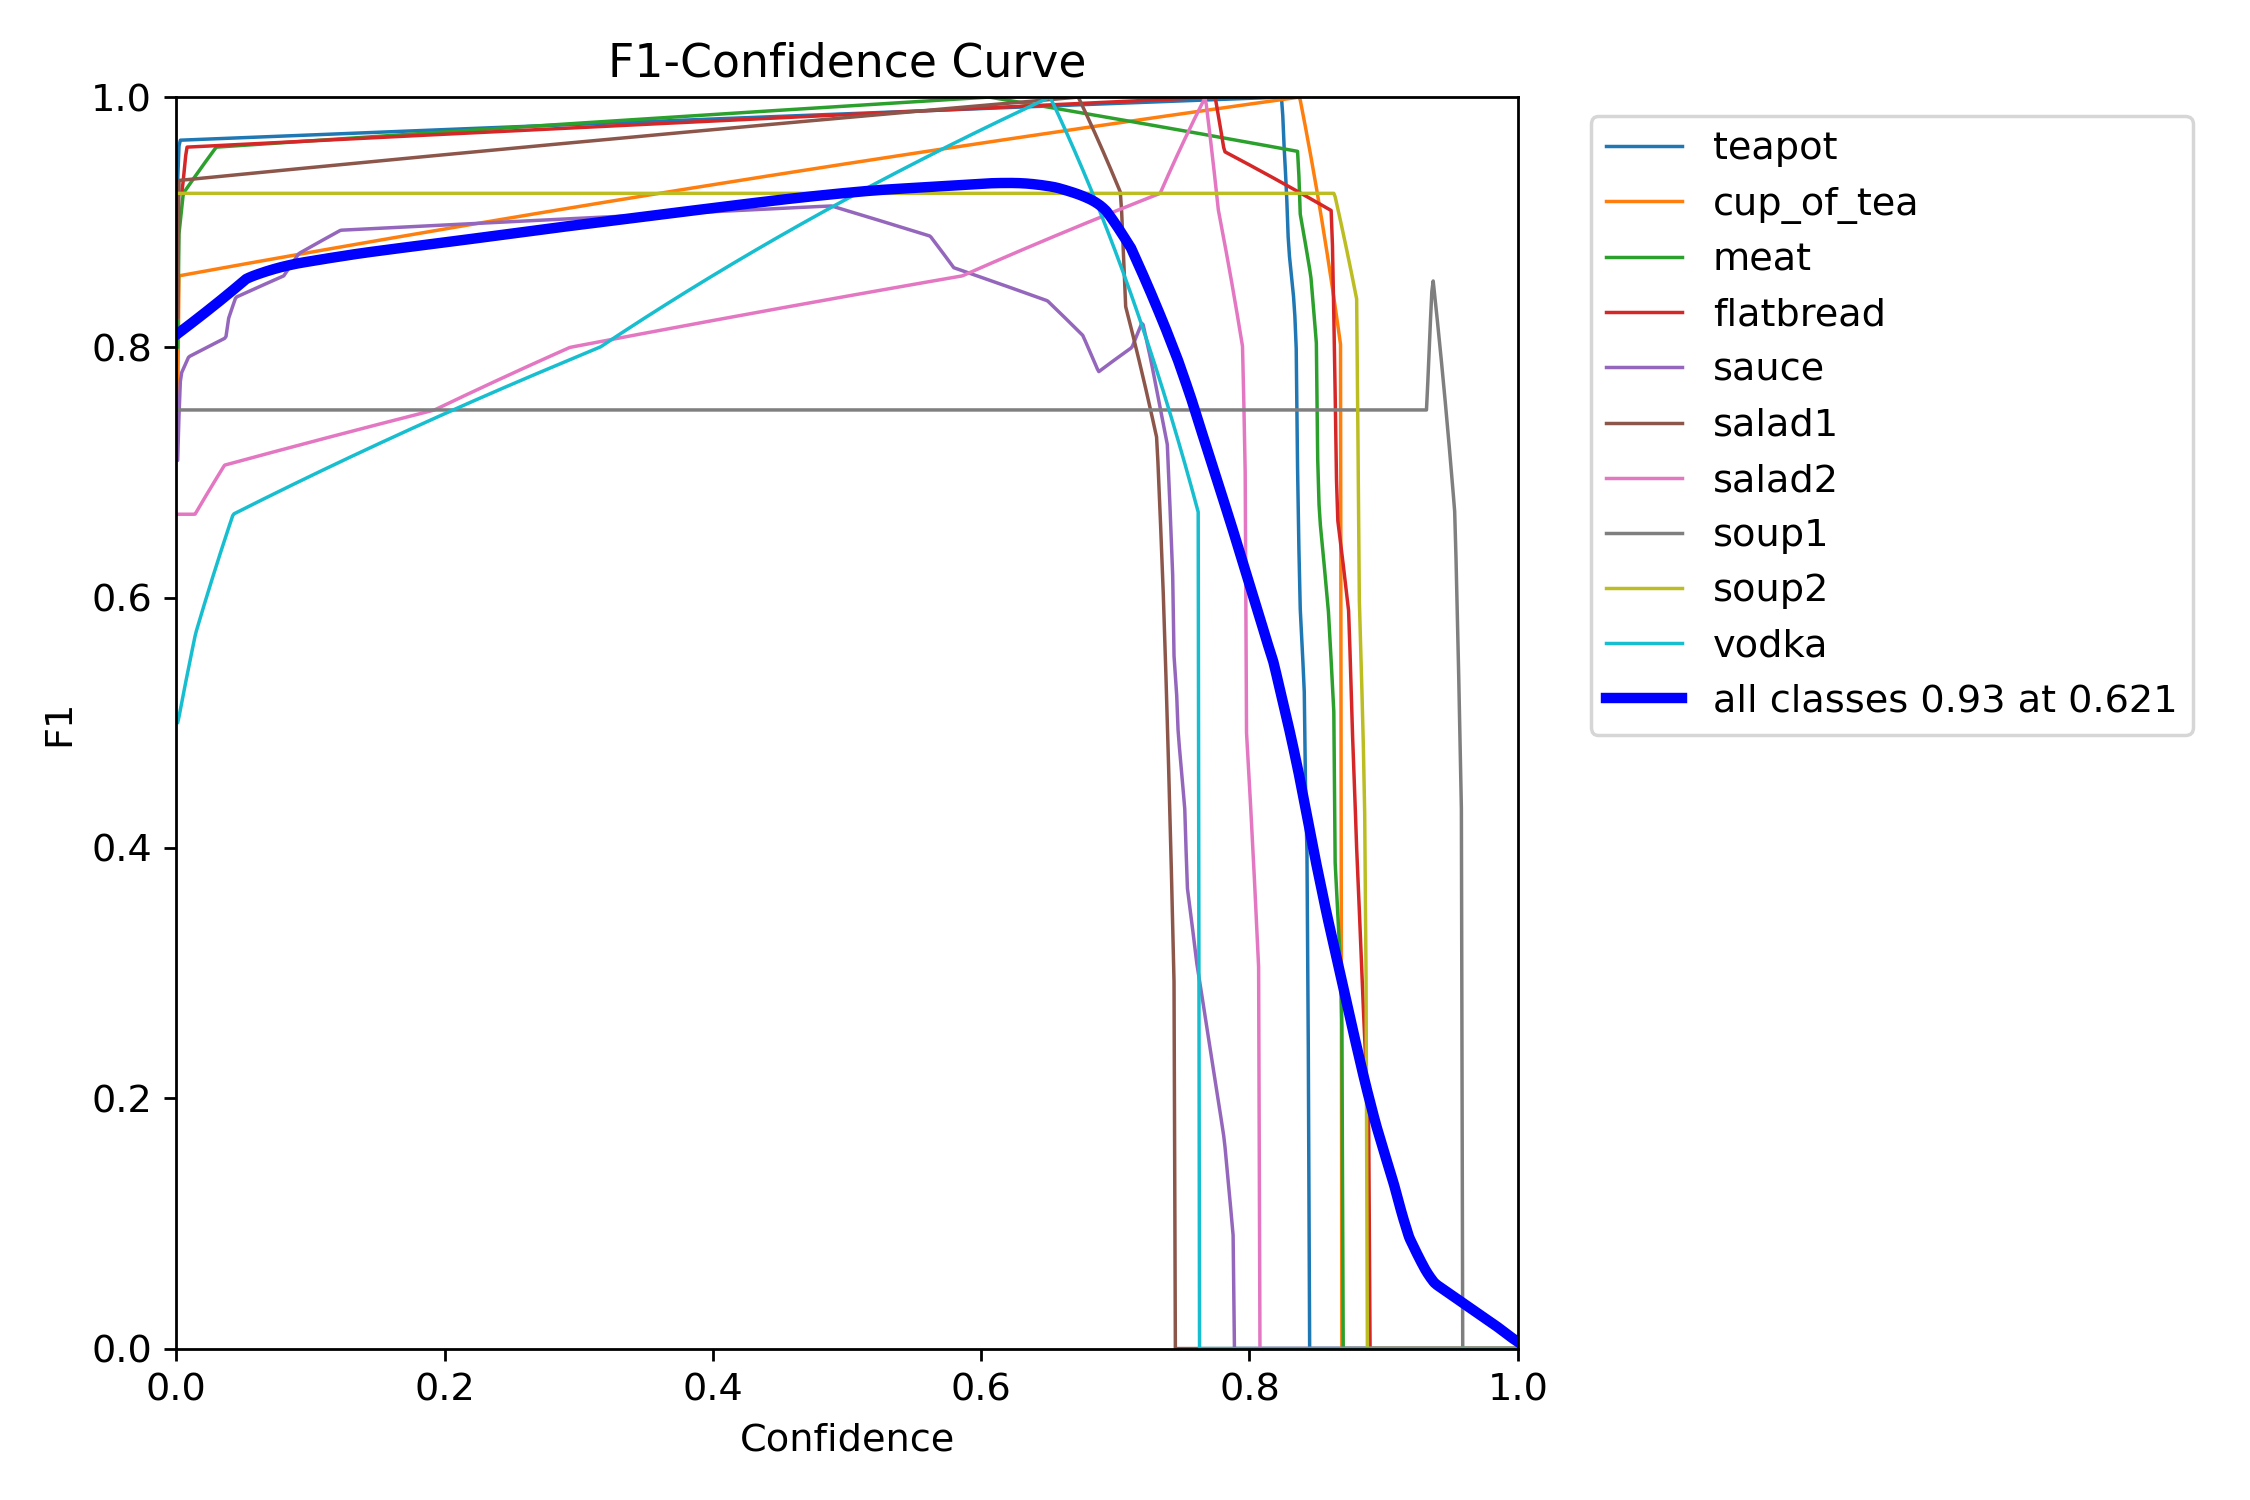 F1-Confidence Curve
1.0
0.8
0.6
0.4
0.2
0.0
F1
0.0 0.2 0.4 0.6 0.8 1.0
Confidence
teapot
cup_of_tea
meat
flatbread
sauce
salad1
salad2
soup1
soup2
vodka
all classes 0.93 at 0.621